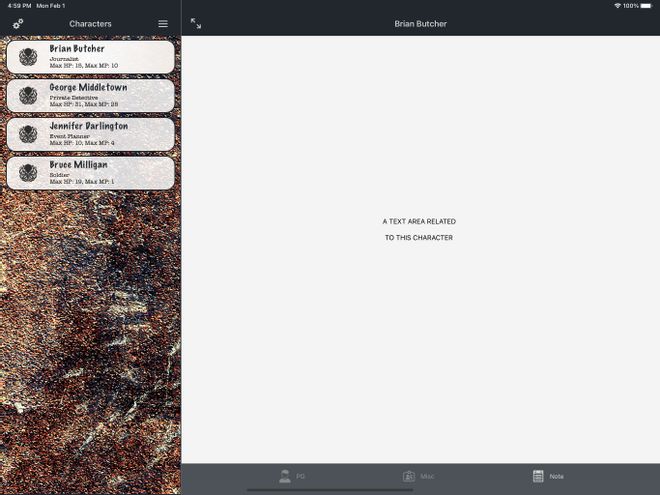 4:59 PM Mon Feb 1
100%
Characters
Brian Butcher
Brian Butcher
Journalist
Max HP: 15, Max MP: 10
George Middletown
Private Detective
Max HP: 31, Max MP: 28
Jennifer Darlington
Event Planner
Max HP: 10, Max MP: 4
Bruce Milligan
Soldier
Max HP: 19, Max MP: 1
A TEXT AREA RELATED
TO THIS CHARACTER
PG
Misc
Note